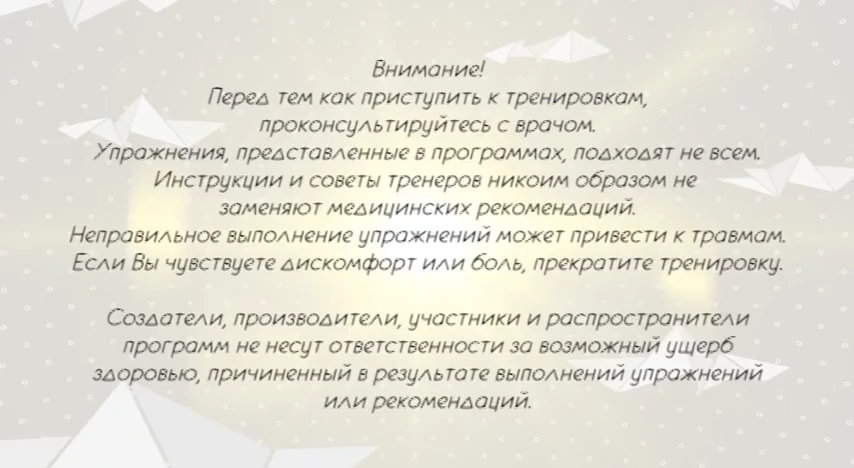 Внимание!
Перед тем как приступить к тренировкам,
проконсультируйтесь с врачом.
Упражнения, представленные в программах, подходят не всем.
Инструкции и советы тренеров никоим образом не
заменяют медицинских рекомендаций.
Неправильное выполнение упражнений может привести к травмам.
Если Вы чувствуете дискомфорт или боль, прекратите тренировку.
Создатели, производители, участники и распространители
программ не несут ответственности за возможный ущерб
здоровью, причиненный в результате выполнений упражнений
или рекомендаций.